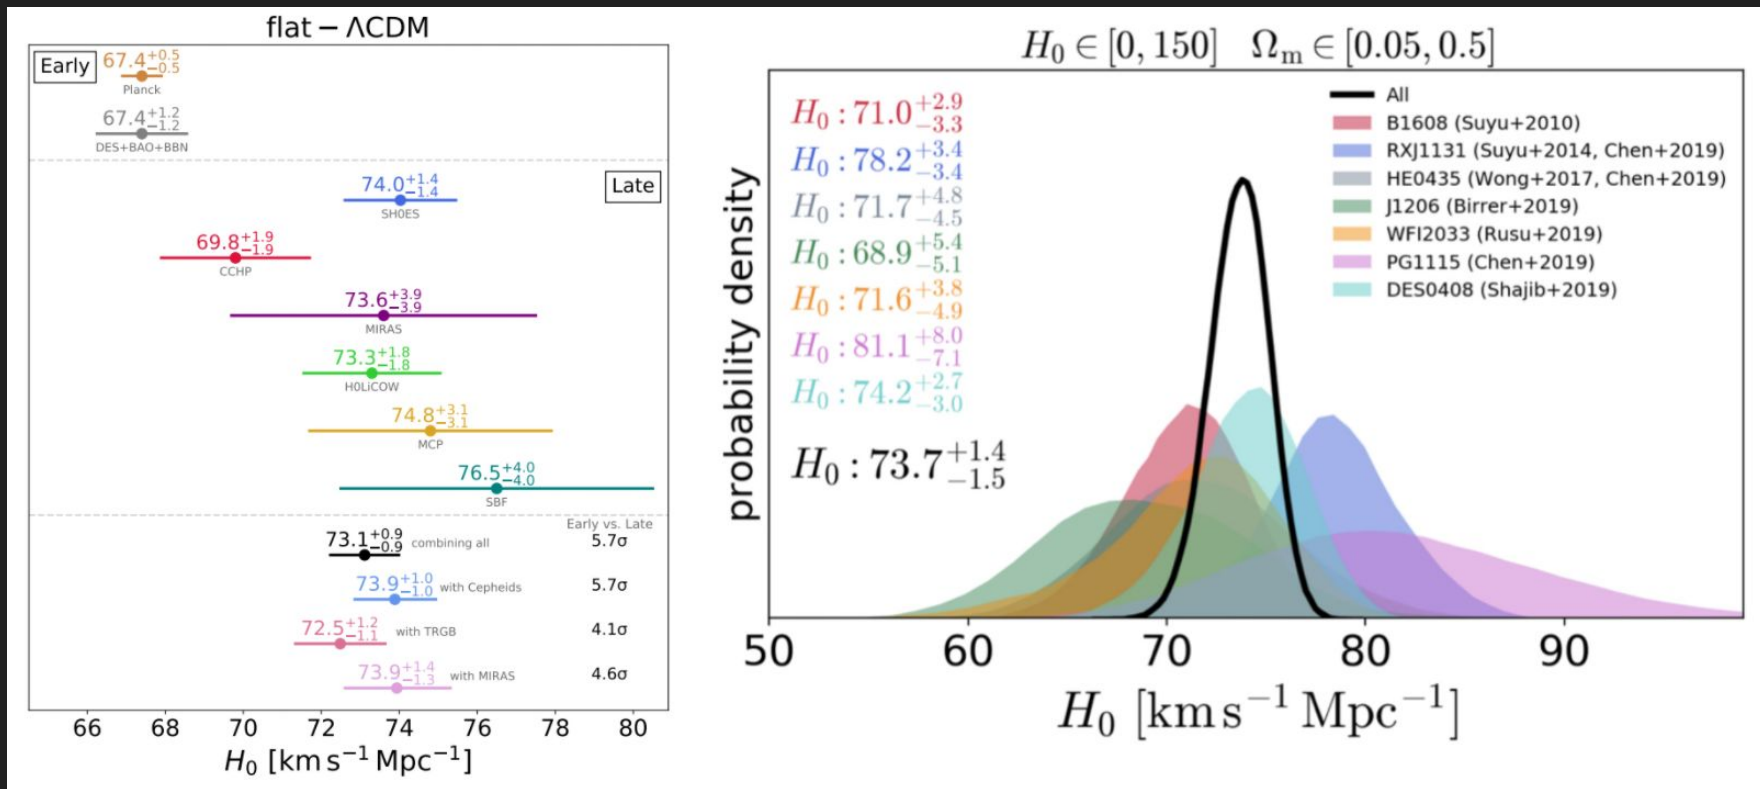 flat − ΛCDM
Early
67.4+0.5−0.5
Planck
67.4+1.2−1.2
DES+BAO+BBN
Late
74.0+1.4−1.4
SH0ES
69.8+1.9−1.9
CCHP
73.6+3.9−3.9
MIRAS
73.3+1.8−1.8
H0LiCOW
74.8+3.1−3.1
MCP
76.5+4.0−4.0
SBF
Early vs. Late
73.1+0.9−0.9 combining all 5.7σ
73.9+1.0−1.0 with Cepheids 5.7σ
72.5+1.2−1.1 with TRGB 4.1σ
73.9+1.4−1.3 with MIRAS 4.6σ
66 68 70 72 74 76 78 80
H0 [km s−1 Mpc−1]
H0 ∈ [0, 150] Ωm ∈ [0.05, 0.5]
probability density
H0 : 71.0+2.9−3.3
H0 : 78.2+3.4−3.4
H0 : 71.7+4.8−4.5
H0 : 68.9+5.4−5.1
H0 : 71.6+3.8−4.9
H0 : 81.1+8.0−7.1
H0 : 74.2+2.7−3.0
H0 : 73.7+1.4−1.5
All
B1608 (Suyu+2010)
RXJ1131 (Suyu+2014, Chen+2019)
HE0435 (Wong+2017, Chen+2019)
J1206 (Birrer+2019)
WFI2033 (Rusu+2019)
PG1115 (Chen+2019)
DES0408 (Shajib+2019)
50 60 70 80 90
H0 [km s−1 Mpc−1]